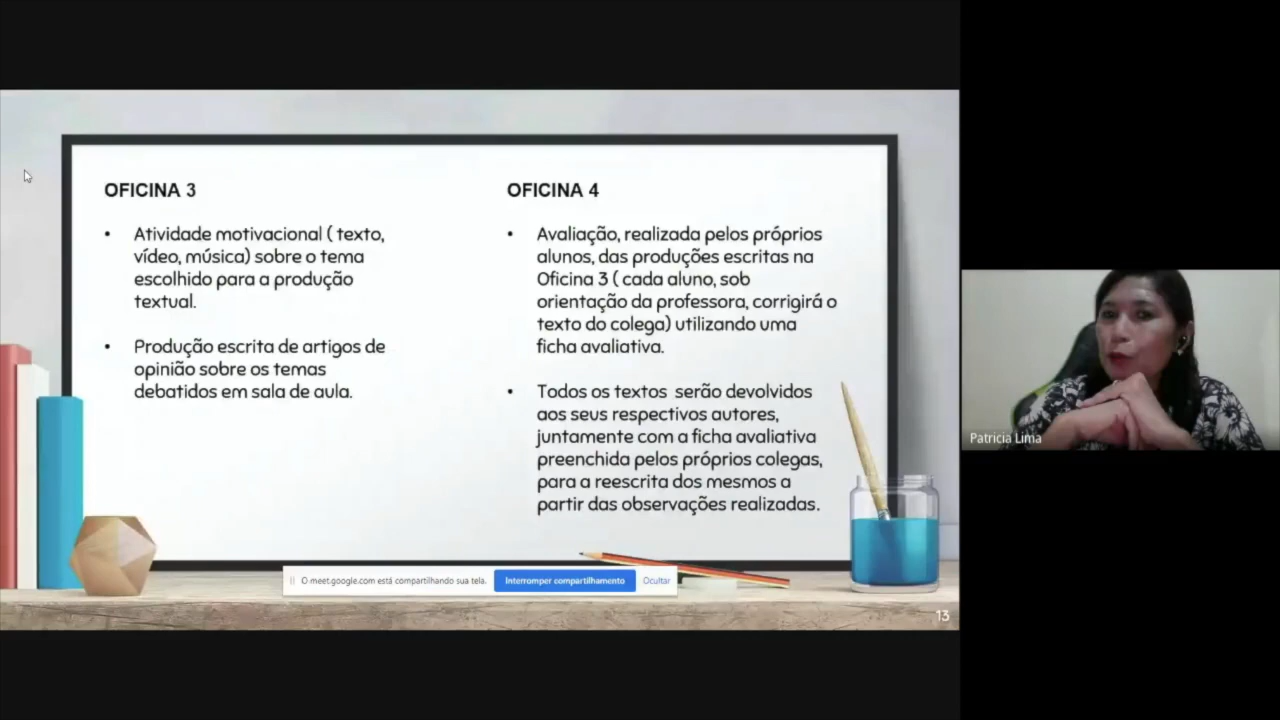 OFICINA 3
• Atividade motivacional ( texto,
vídeo, música) sobre o tema
escolhido para a produção
textual.
• Produção escrita de artigos de
opinião sobre os temas
debatidos em sala de aula.
OFICINA 4
• Avaliação, realizada pelos próprios
alunos, das produções escritas na
Oficina 3 ( cada aluno, sob
orientação da professora, corrigirá o
texto do colega) utilizando uma
ficha avaliativa.
• Todos os textos serão devolvidos
aos seus respectivos autores,
juntamente com a ficha avaliativa
preenchida pelos próprios colegas,
para a reescrita dos mesmos a
partir das observações realizadas.
O meet.google.com está compartilhando sua tela. Interromper compartilhamento Ocultar
13
Patricia Lima